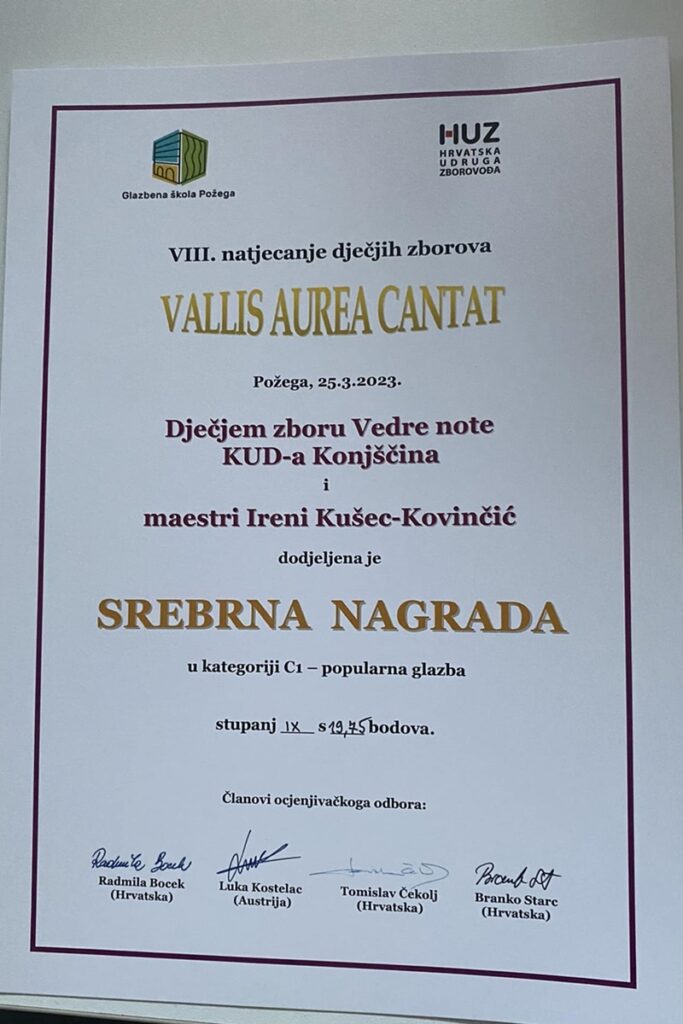 Glazbena škola Požega
HUZ
HRVATSKA
UDRUGA
ZBOROVOĐA
VIII. natjecanje dječjih zborova
VALLIS AUREA CANTAT
Požega, 25.3.2023.
Dječjem zboru Vedre note
KUD-a Konjščina
i
maestri Ireni Kušec-Kovinčić
dodjeljena je
SREBRNA NAGRADA
u kategoriji C1 – popularna glazba
stupanj IX s 19,75 bodova.
Članovi ocjenjivačkoga odbora:
Radmila Bocek
Radmila Bocek
(Hrvatska)
Luka Kostelac
(Austrija)
Tomislav Čekolj
(Hrvatska)
Branko Starc
(Hrvatska)